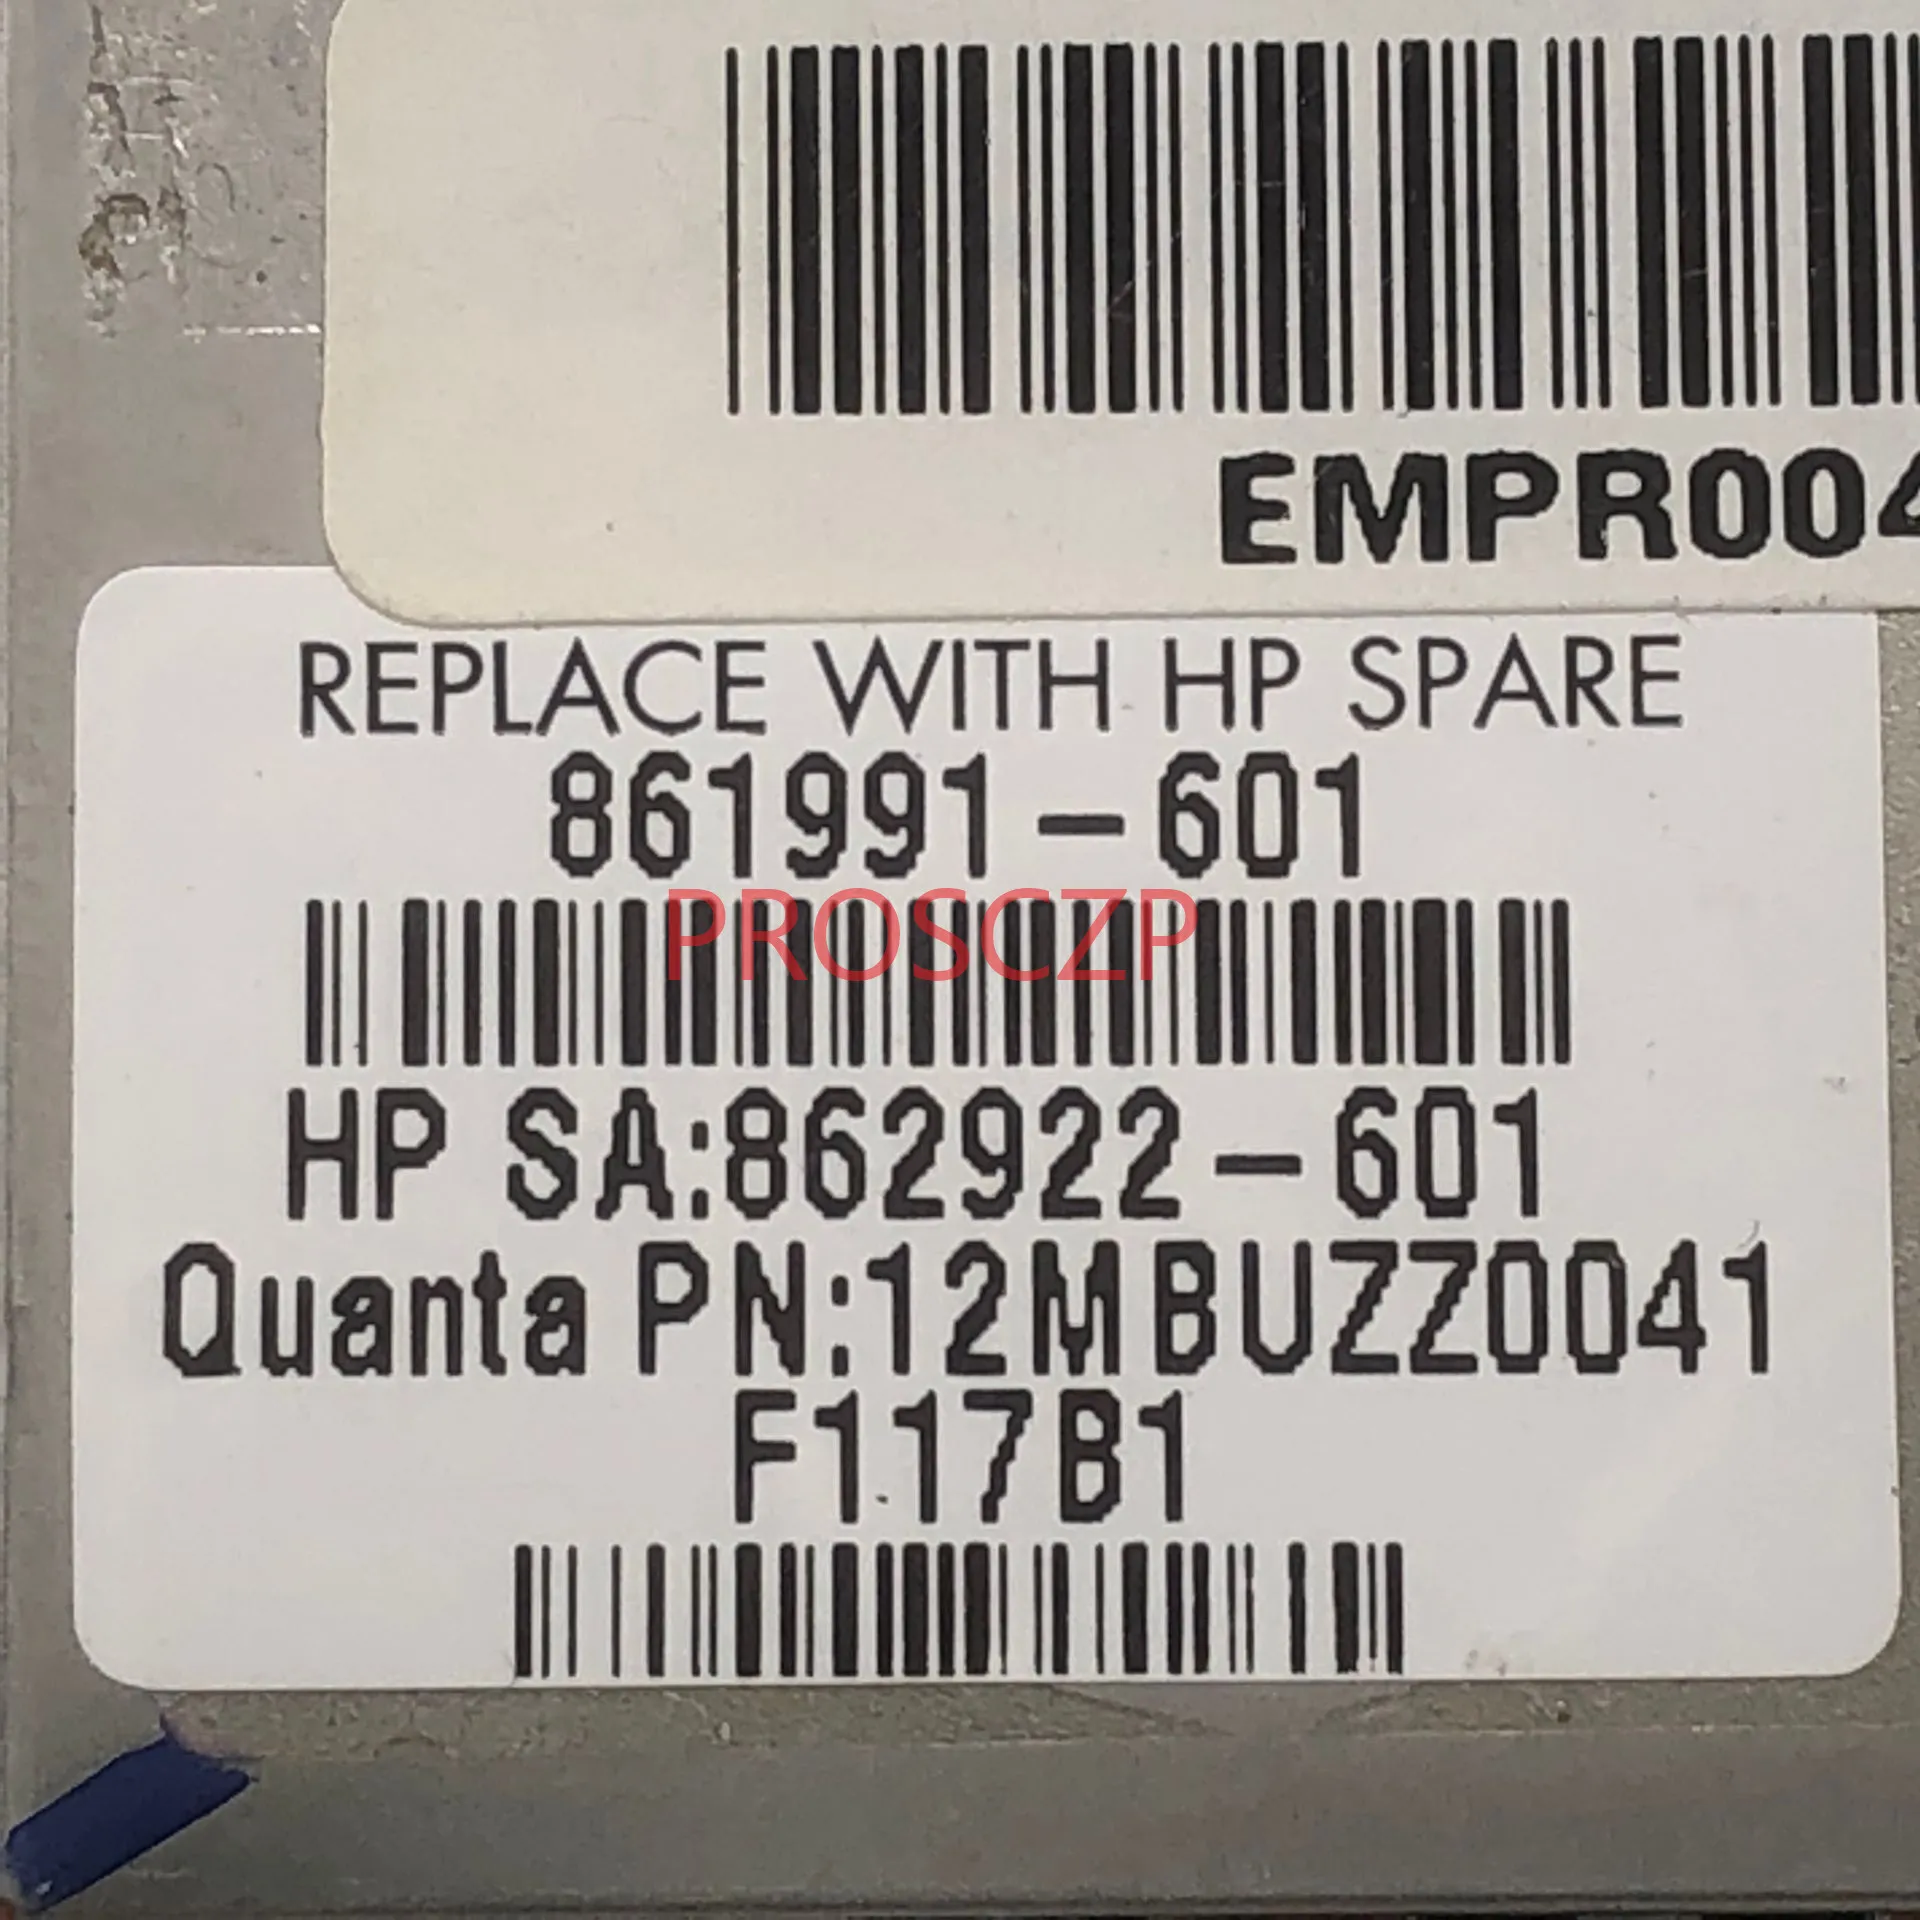 EMPR004
REPLACE WITH HP SPARE
861991-601
PROSCZP
HP SA:862922-601
Quanta PN:12MBUZZ0041
F117B1